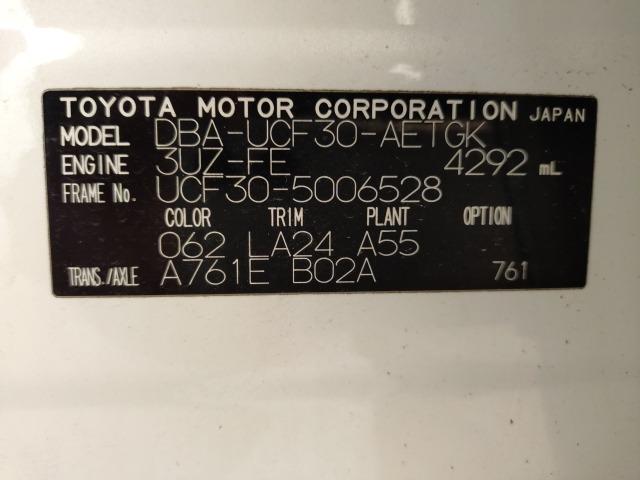 TOYOTA MOTOR CORPORATION JAPAN
MODEL DBA-UCF30-AETGK
ENGINE 3UZ-FE 4292 mL
FRAME No. UCF30-5006528
COLOR TRIM PLANT OPTION
062 LA24 A55
TRANS./AXLE A761E B02A 761